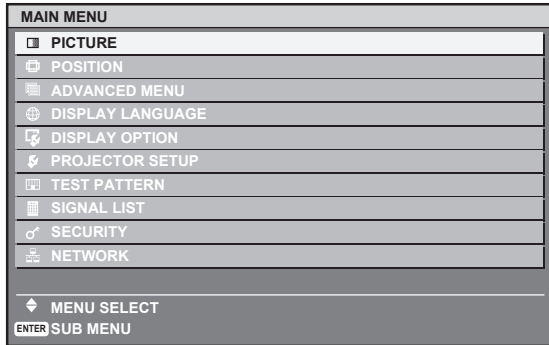 MAIN MENU
PICTURE
POSITION
ADVANCED MENU
DISPLAY LANGUAGE
DISPLAY OPTION
PROJECTOR SETUP
TEST PATTERN
SIGNAL LIST
SECURITY
NETWORK
MENU SELECT
ENTER SUB MENU